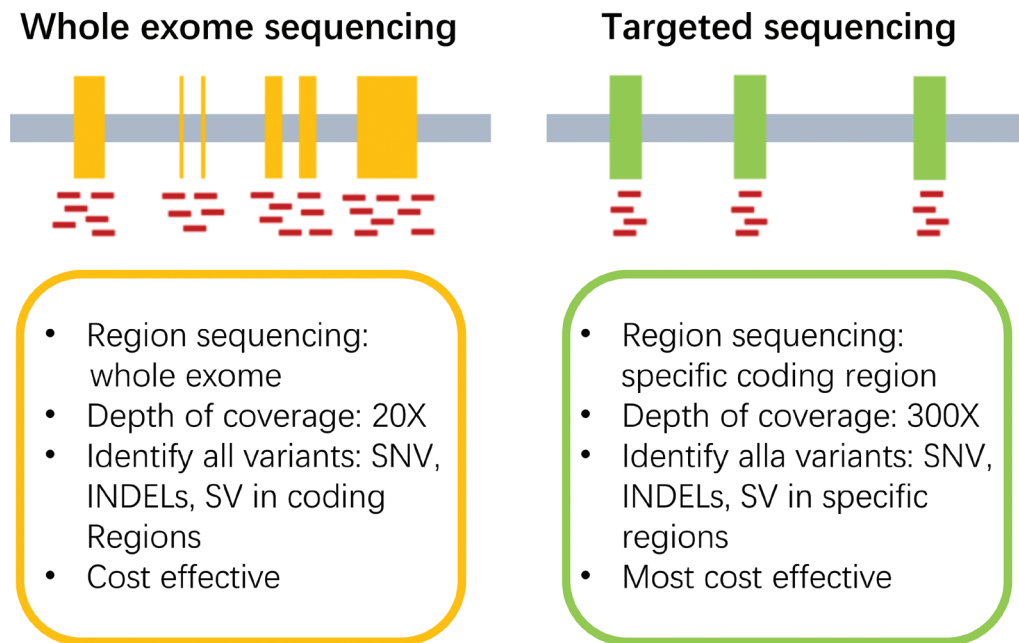 Whole exome sequencing
Targeted sequencing
• Region sequencing:
whole exome
• Depth of coverage: 20X
• Identify all variants: SNV,
INDELs, SV in coding
Regions
• Cost effective
• Region sequencing:
specific coding region
• Depth of coverage: 300X
• Identify alla variants: SNV,
INDELs, SV in specific
regions
• Most cost effective